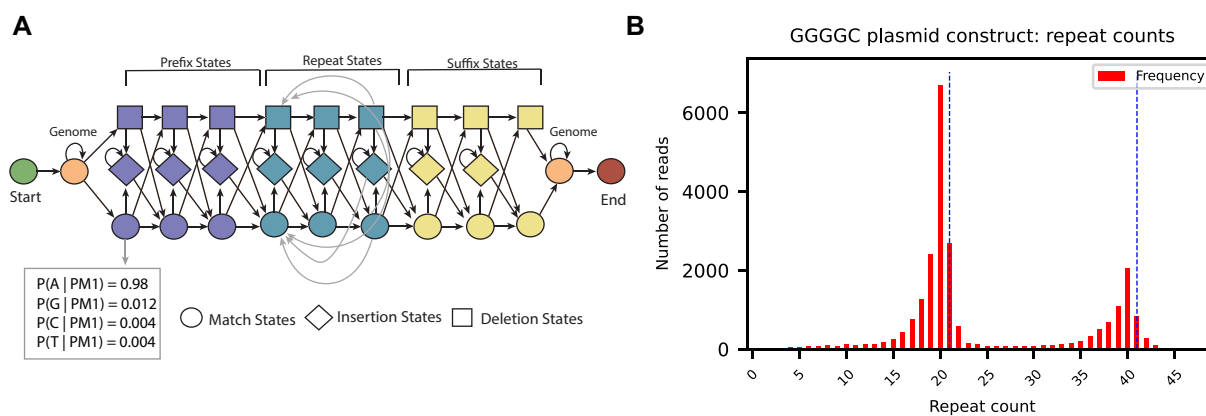 A
Prefix States
Repeat States
Suffix States
Genome
Genome
Start
End
P(A | PM1) = 0.98
P(G | PM1) = 0.012
P(C | PM1) = 0.004
P(T | PM1) = 0.004
Match States
Insertion States
Deletion States
B
GGGGC plasmid construct: repeat counts
Frequency
Number of reads
6000
4000
2000
0
0
5
10
15
20
25
30
35
40
45
Repeat count